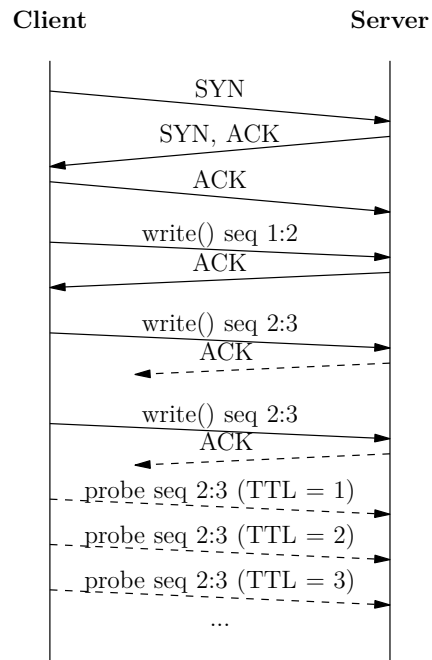 Client Server
SYN
SYN, ACK
ACK
write() seq 1:2
ACK
write() seq 2:3
ACK
write() seq 2:3
ACK
probe seq 2:3 (TTL = 1)
probe seq 2:3 (TTL = 2)
probe seq 2:3 (TTL = 3)
...